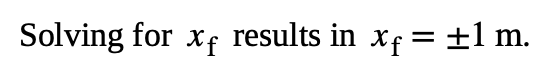 Solving for x_f results in x_f = ±1 m.